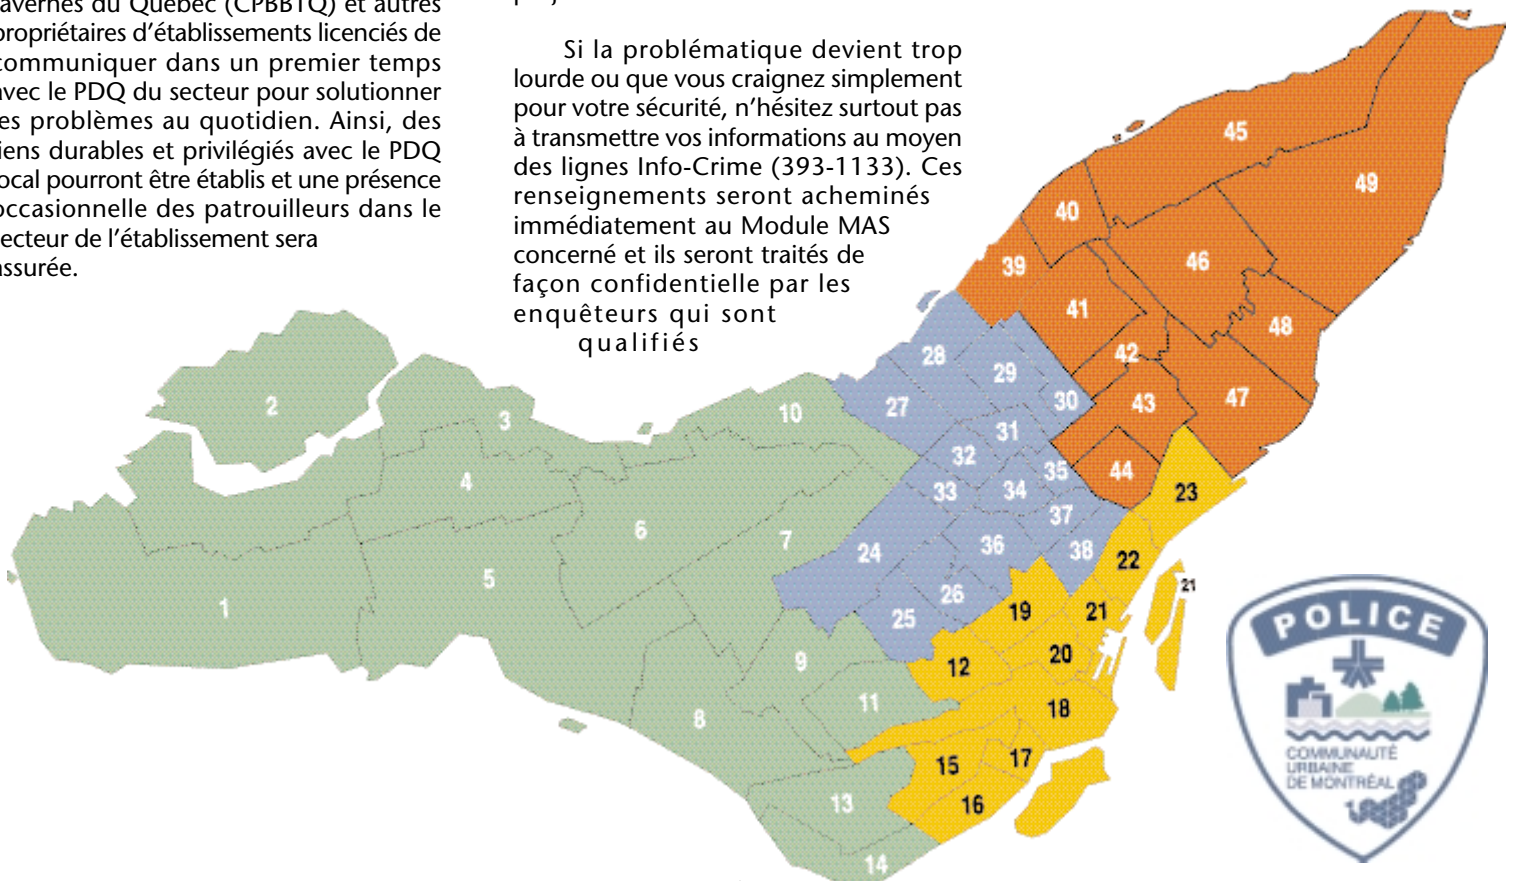 avernes du Québec (CPBBTQ) et autres
propriétaires d'établissements licenciés de
communiquer dans un premier temps
avec le PDQ du secteur pour solutionner
les problèmes au quotidien. Ainsi, des
liens durables et privilégiés avec le PDQ
local pourront être établis et une présence
occasionnelle des patrouilleurs dans le
secteur de l'établissement sera
assurée.
Si la problématique devient trop
lourde ou que vous craignez simplement
pour votre sécurité, n'hésitez surtout pas
à transmettre vos informations au moyen
des lignes Info-Crime (393-1133). Ces
renseignements seront acheminés
immédiatement au Module MAS
concerné et ils seront traités de
façon confidentielle par les
enquêteurs qui sont
qualifiés
45
49
40
46
39
41
48
28
42
29
47
2
27
30
43
10
3
31
32
35
44
4
33
34
23
37
6
7
24
36
38
22
5
21
26
1
25
19
21
20
9
12
11
18
8
15
17
13
16
14
POLICE
COMMUNAUTÉ
URBAINE
DE MONTRÉAL